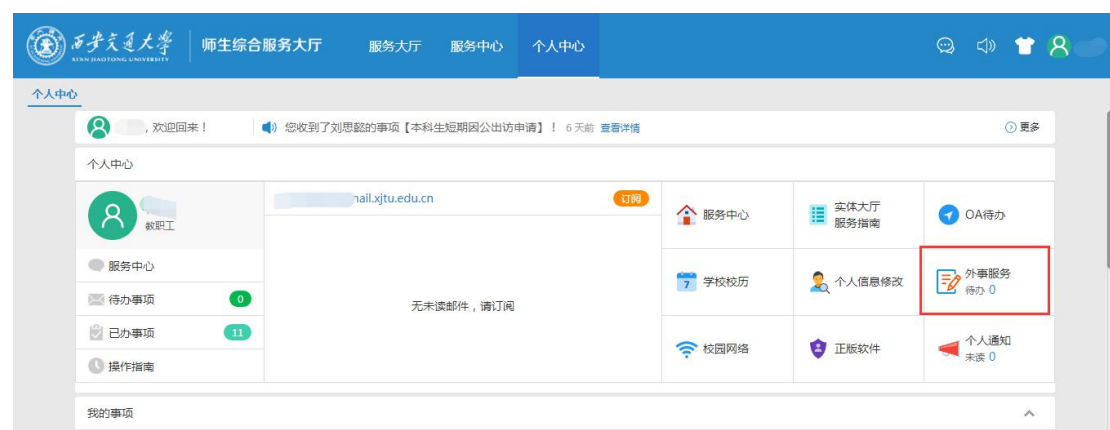 西安交通大学
XI'AN JIAOTONG UNIVERSITY
师生综合服务大厅
服务大厅
服务中心
个人中心
个人中心
, 欢迎回来！
您收到了刘思懿的事项【本科生短期因公出访申请】！ 6 天前 查看详情
更多
个人中心
教职工
服务中心
待办事项 0
已办事项 11
操作指南
nail.xjtu.edu.cn
订阅
无未读邮件，请订阅
服务中心
实体大厅
服务指南
OA待办
7
学校校历
个人信息修改
外事服务
待办 0
校园网络
正版软件
个人通知
未读 0
我的事项